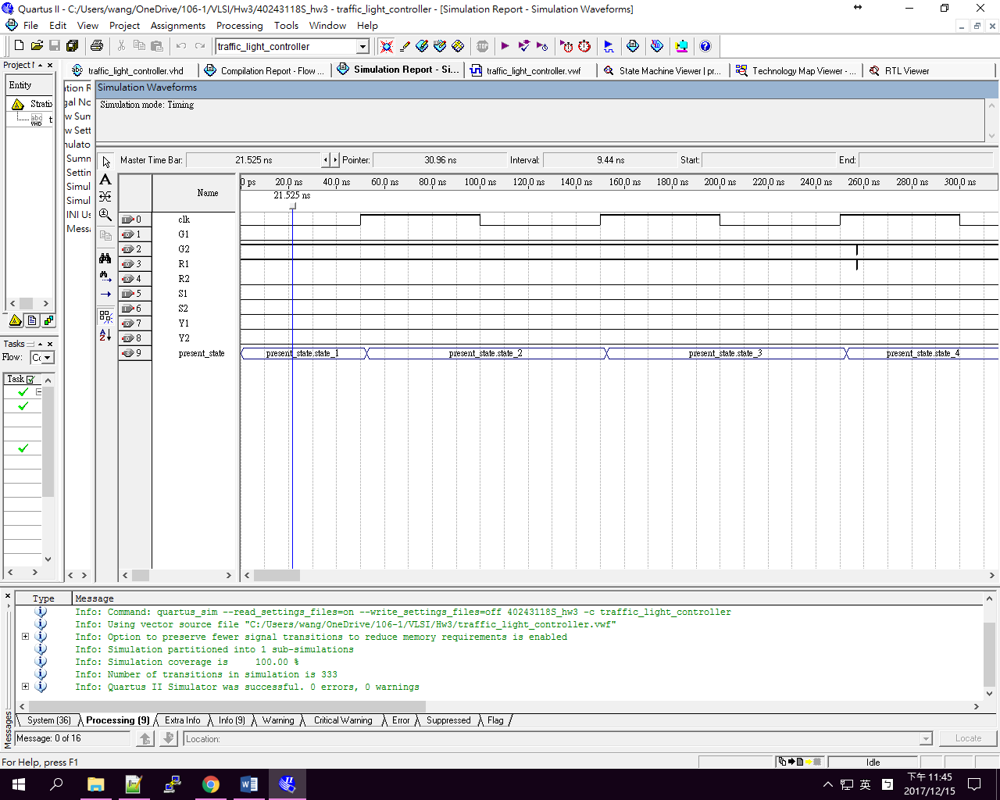 Quartus II - C:/Users/wang/OneDrive/106-1/VLSI/Hw3/40243118S_hw3 - traffic_light_controller - [Simulation Report - Simulation Waveforms]
File Edit View Project Assignments Processing Tools Window Help
traffic_light_controller
Project
Entity
Strati
abc
VHD
traffic_light_controller.vhd
Compilation Report - Flow ...
Simulation Report - Si...
traffic_light_controller.vwf
State Machine Viewer | pr...
Technology Map Viewer - ...
RTL Viewer
Simulation Waveforms
Simulation mode: Timing
Summ
Settin
Simul
Simul
INI Us
Messa
Master Time Bar: 21.525 ns Pointer: 30.96 ns Interval: 9.44 ns Start: End:
A
Name
0 ps 20.0 ns 40.0 ns 60.0 ns 80.0 ns 100.0 ns 120.0 ns 140.0 ns 160.0 ns 180.0 ns 200.0 ns 220.0 ns 240.0 ns 260.0 ns 280.0 ns 300.0 ns
21.525 ns
0 clk
1 G1
2 G2
3 R1
4 R2
5 S1
6 S2
7 Y1
8 Y2
9 present_state present_state.state_1 present_state.state_2 present_state.state_3 present_state.state_4
Tasks
Flow: Co
Task
Type Message
Info: Command: quartus_sim --read_settings_files=on --write_settings_files=off 40243118S_hw3 -c traffic_light_controller
Info: Using vector source file "C:/Users/wang/OneDrive/106-1/VLSI/Hw3/traffic_light_controller.vwf"
Info: Option to preserve fewer signal transitions to reduce memory requirements is enabled
Info: Simulation partitioned into 1 sub-simulations
Info: Simulation coverage is 100.00 %
Info: Number of transitions in simulation is 333
Info: Quartus II Simulator was successful. 0 errors, 0 warnings
System (36) Processing (9) Extra Info Info (9) Warning Critical Warning Error Suppressed Flag
Messages
Message: 0 of 16
Location:
Locate
For Help, press F1
Idle
英
下午 11:45
2017/12/15